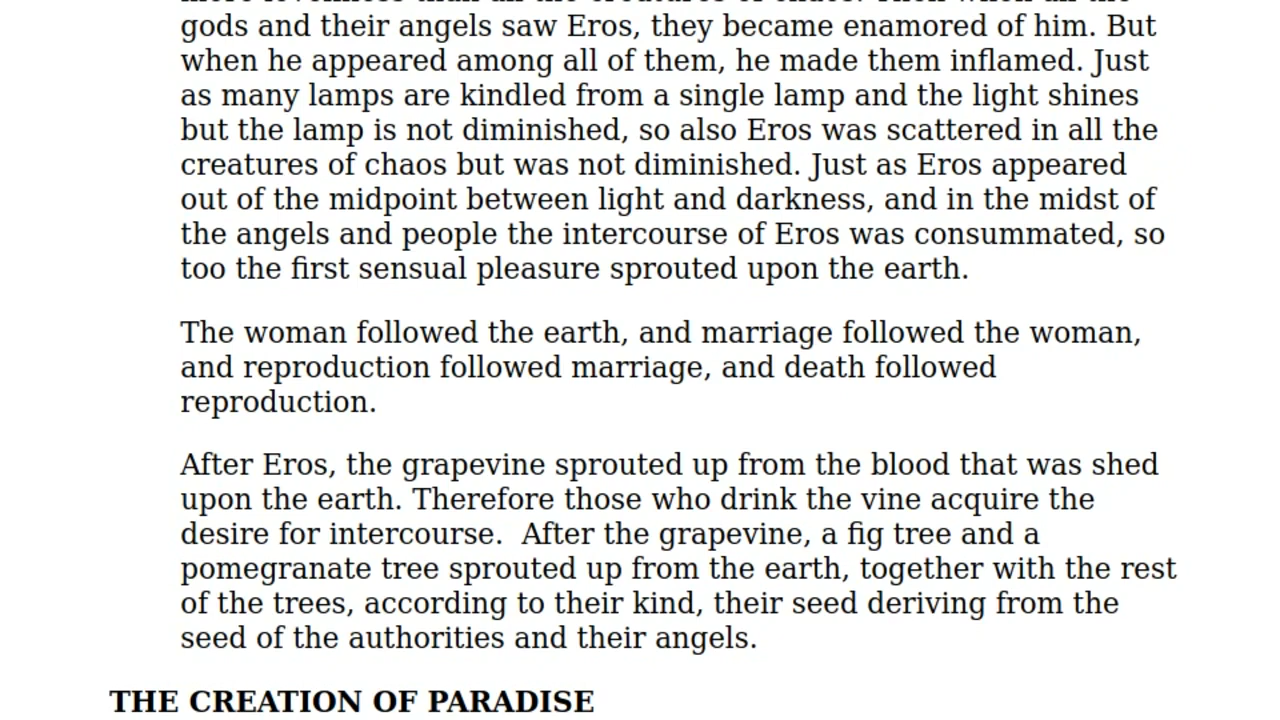 gods and their angels saw Eros, they became enamored of him. But
when he appeared among all of them, he made them inflamed. Just
as many lamps are kindled from a single lamp and the light shines
but the lamp is not diminished, so also Eros was scattered in all the
creatures of chaos but was not diminished. Just as Eros appeared
out of the midpoint between light and darkness, and in the midst of
the angels and people the intercourse of Eros was consummated, so
too the first sensual pleasure sprouted upon the earth.
The woman followed the earth, and marriage followed the woman,
and reproduction followed marriage, and death followed
reproduction.
After Eros, the grapevine sprouted up from the blood that was shed
upon the earth. Therefore those who drink the vine acquire the
desire for intercourse.  After the grapevine, a fig tree and a
pomegranate tree sprouted up from the earth, together with the rest
of the trees, according to their kind, their seed deriving from the
seed of the authorities and their angels.
THE CREATION OF PARADISE